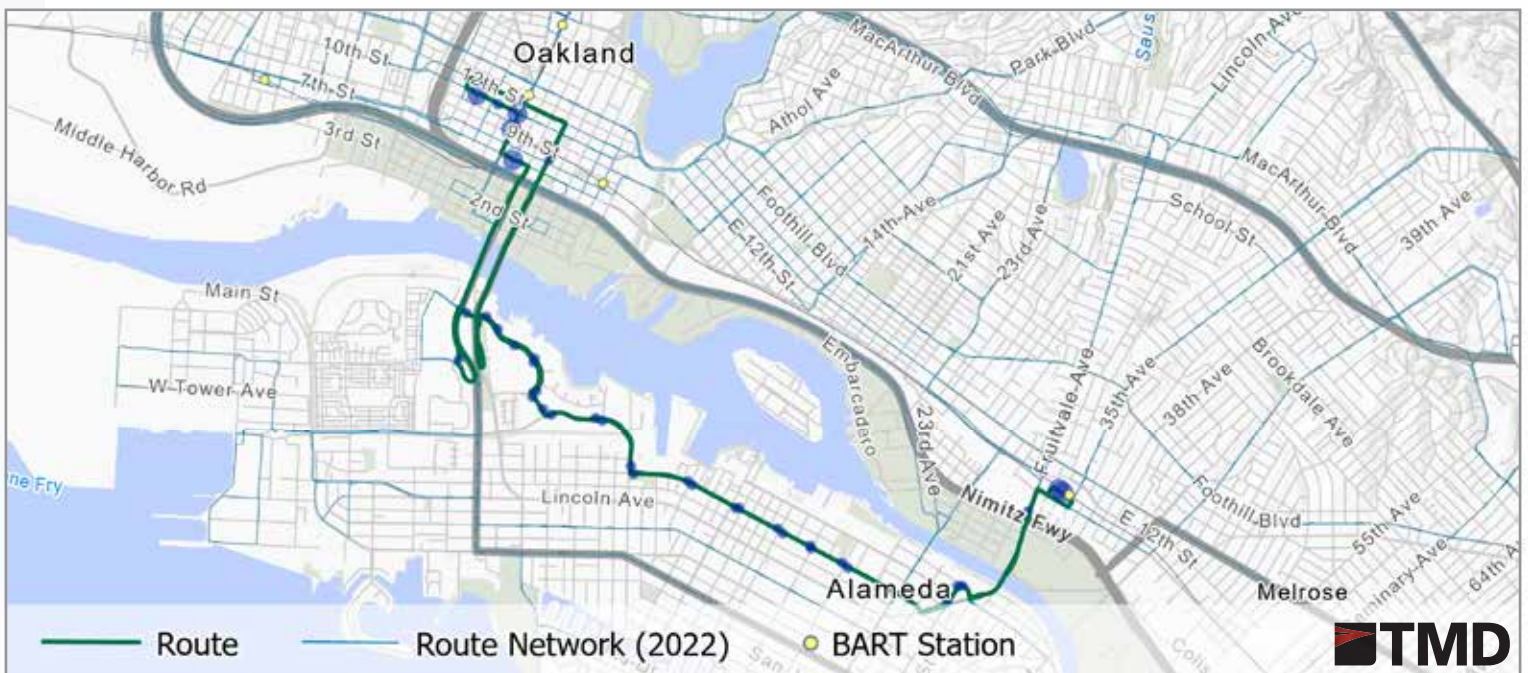 Oakland
10th St
7th St
12th St
9th St
3rd St
2nd St
Middle Harbor Rd
MacArthur Blvd
Park Blvd
Lincoln Ave
Athol Ave
Foothill Blvd
E 12th St
14th Ave
21st Ave
23rd Ave
School St
MacArthur Blvd
39th Ave
Main St
W Tower Ave
Embarcadero
23rd Ave
Fruitvale Ave
35th Ave
38th Ave
Brookdale Ave
Lincoln Ave
Nimitz Fwy
E 12th St
Foothill Blvd
55th Ave
64th A
Alameda
Melrose
ne Fry
Route
Route Network (2022)
BART Station
TMD